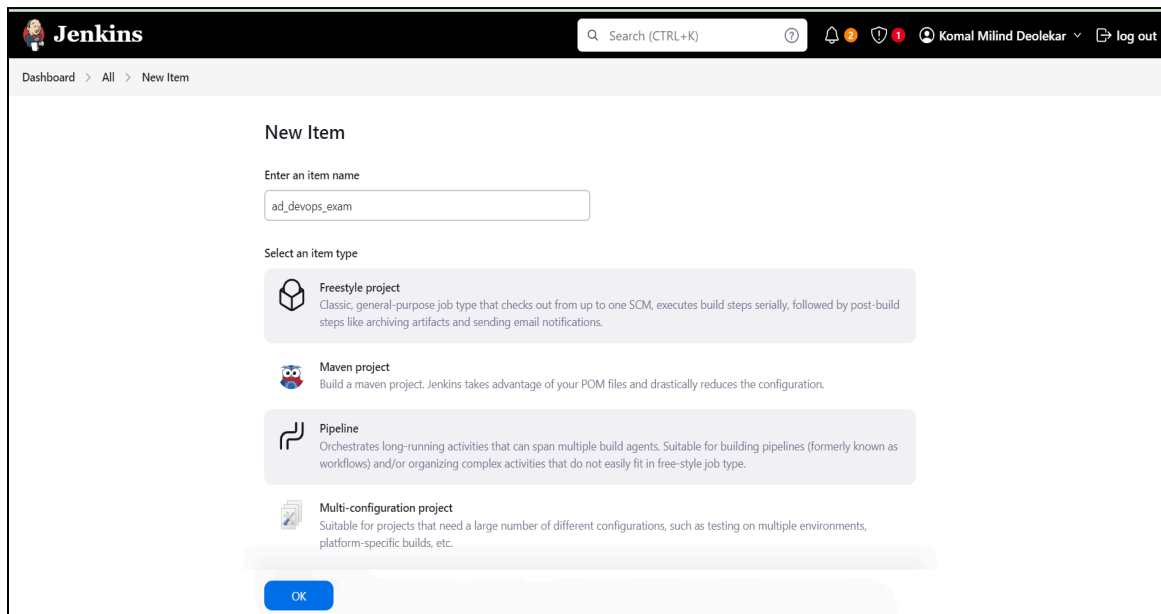 Jenkins
Search (CTRL+K)
2
1
Komal Milind Deolekar
log out
Dashboard > All > New Item
New Item
Enter an item name
ad_devops_exam
Select an item type
Freestyle project
Classic, general-purpose job type that checks out from up to one SCM, executes build steps serially, followed by post-build
steps like archiving artifacts and sending email notifications.
Maven project
Build a maven project. Jenkins takes advantage of your POM files and drastically reduces the configuration.
Pipeline
Orchestrates long-running activities that can span multiple build agents. Suitable for building pipelines (formerly known as
workflows) and/or organizing complex activities that do not easily fit in free-style job type.
Multi-configuration project
Suitable for projects that need a large number of different configurations, such as testing on multiple environments,
platform-specific builds, etc.
OK